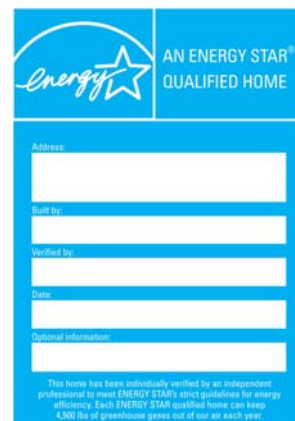 energy
AN ENERGY STAR®
QUALIFIED HOME
Address:
Built by:
Verified by:
Date:
Optional information:
This home has been individually verified by an independent
professional to meet ENERGY STAR's strict guidelines for energy
efficiency. Each ENERGY STAR qualified home can keep
4,500 lbs of greenhouse gases out of our air each year.